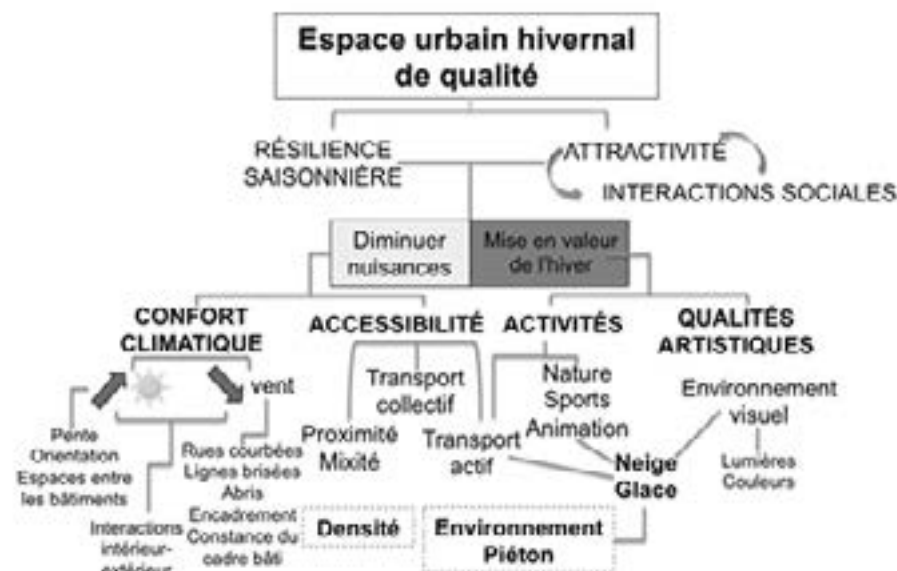 Espace urbain hivernal
de qualité
RÉSILIENCE
SAISONNIÈRE
ATTRACTIVITÉ
INTERACTIONS SOCIALES
Diminuer
nuisances
Mise en valeur
de l'hiver
CONFORT
CLIMATIQUE
ACCESSIBILITÉ
ACTIVITÉS
QUALITÉS
ARTISTIQUES
vent
Pente
Orientation
Espaces entre
les bâtiments
Interactions
intérieur-
extérieur
Rues courbées
Lignes brisées
Abris
Encadrement
Constance du
cadre bâti
Transport
collectif
Proximité
Mixité
Transport
actif
Nature
Sports
Animation
Neige
Glace
Environnement
visuel
Lumières
Couleurs
Densité
Environnement
Piéton